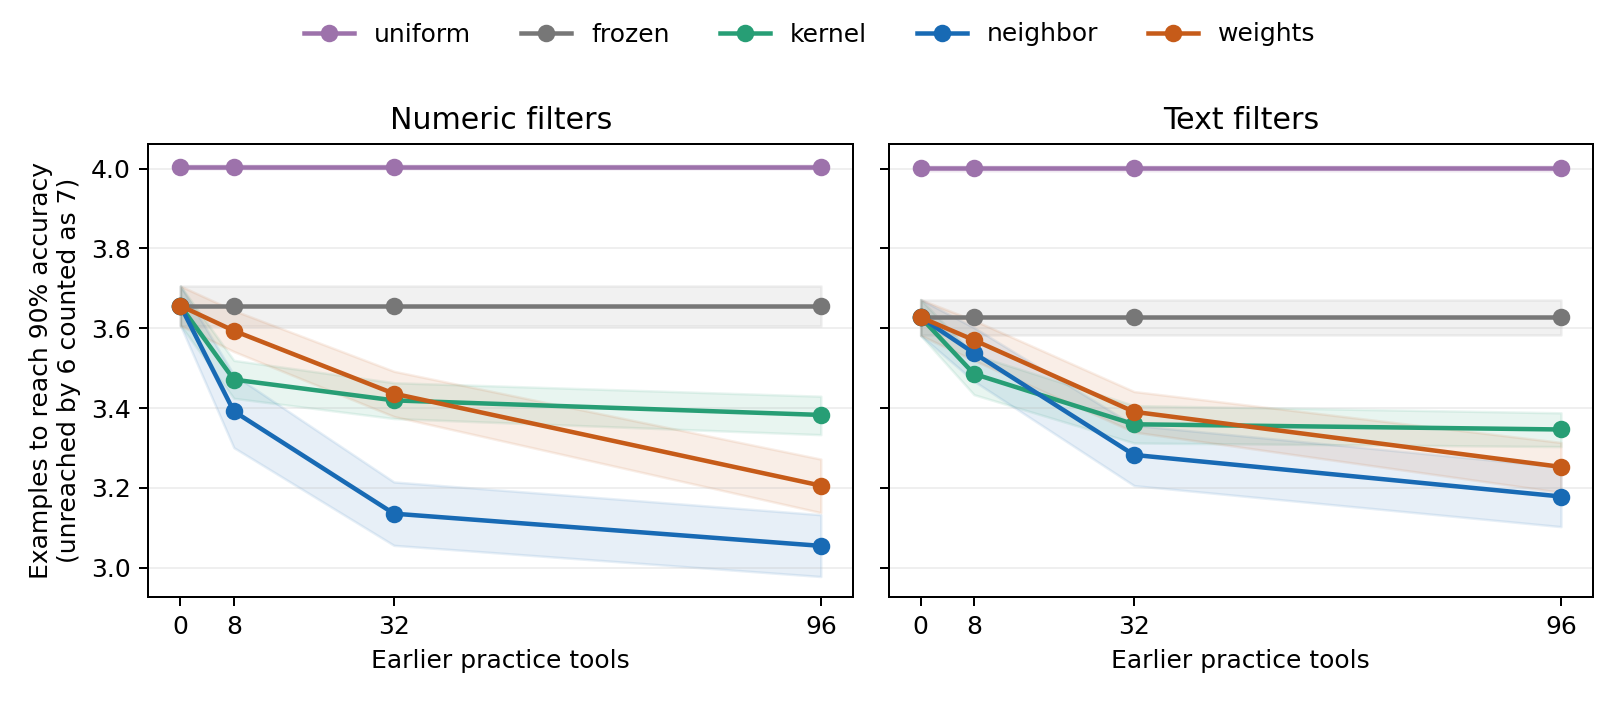 uniform frozen kernel neighbor weights
Numeric filters
Text filters
Examples to reach 90% accuracy
(unreached by 6 counted as 7)
4.0
3.8
3.6
3.4
3.2
3.0
0 8 32 96
0 8 32 96
Earlier practice tools
Earlier practice tools